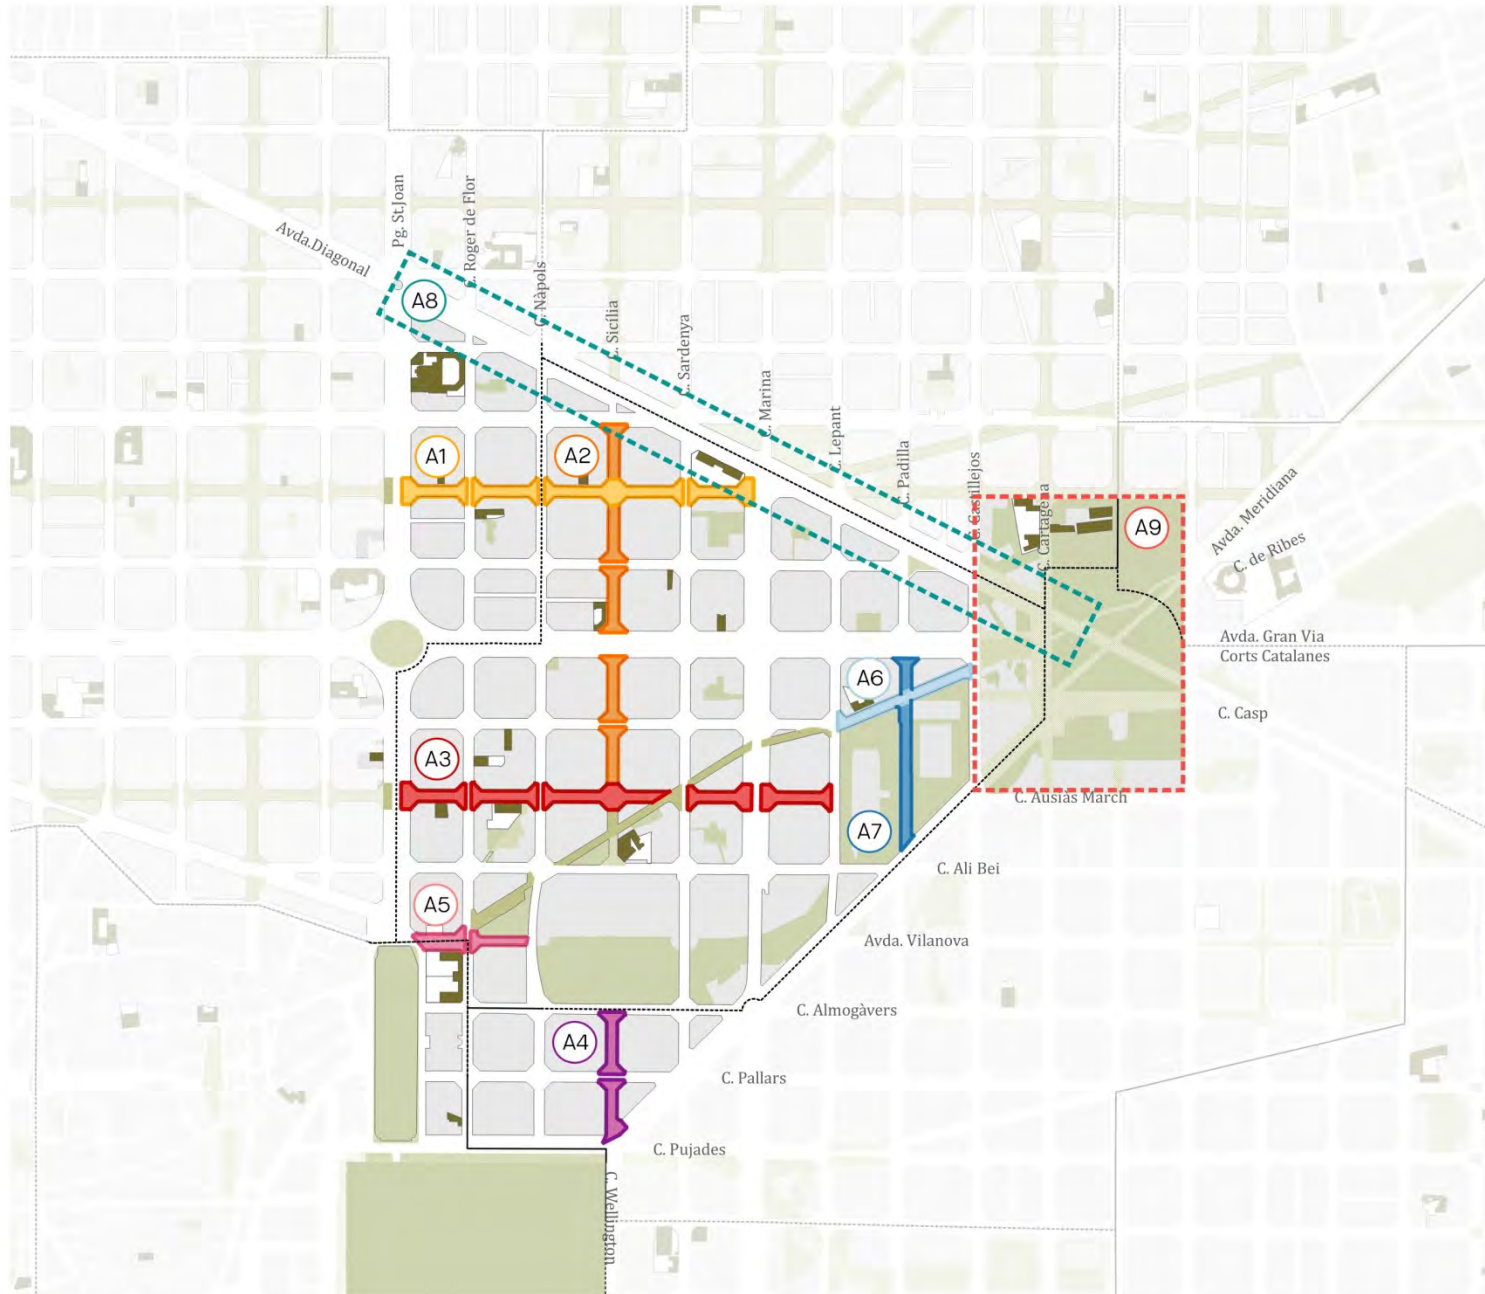 Pg. St.Joan
C. Roger de Flor
Avda.Diagonal
C. Nàpols
A8
C. Sicília
C. Sardenya
C. Marina
C. Lepant
C. Padilla
C. Castillejos
C. Cartagena
Avda. Meridiana
C. de Ribes
A1
A2
A9
Avda. Gran Via
Corts Catalanes
A6
C. Casp
A3
C. Ausiàs March
A7
C. Ali Bei
A5
Avda. Vilanova
C. Almogàvers
A4
C. Pallars
C. Pujades
C. Wellington